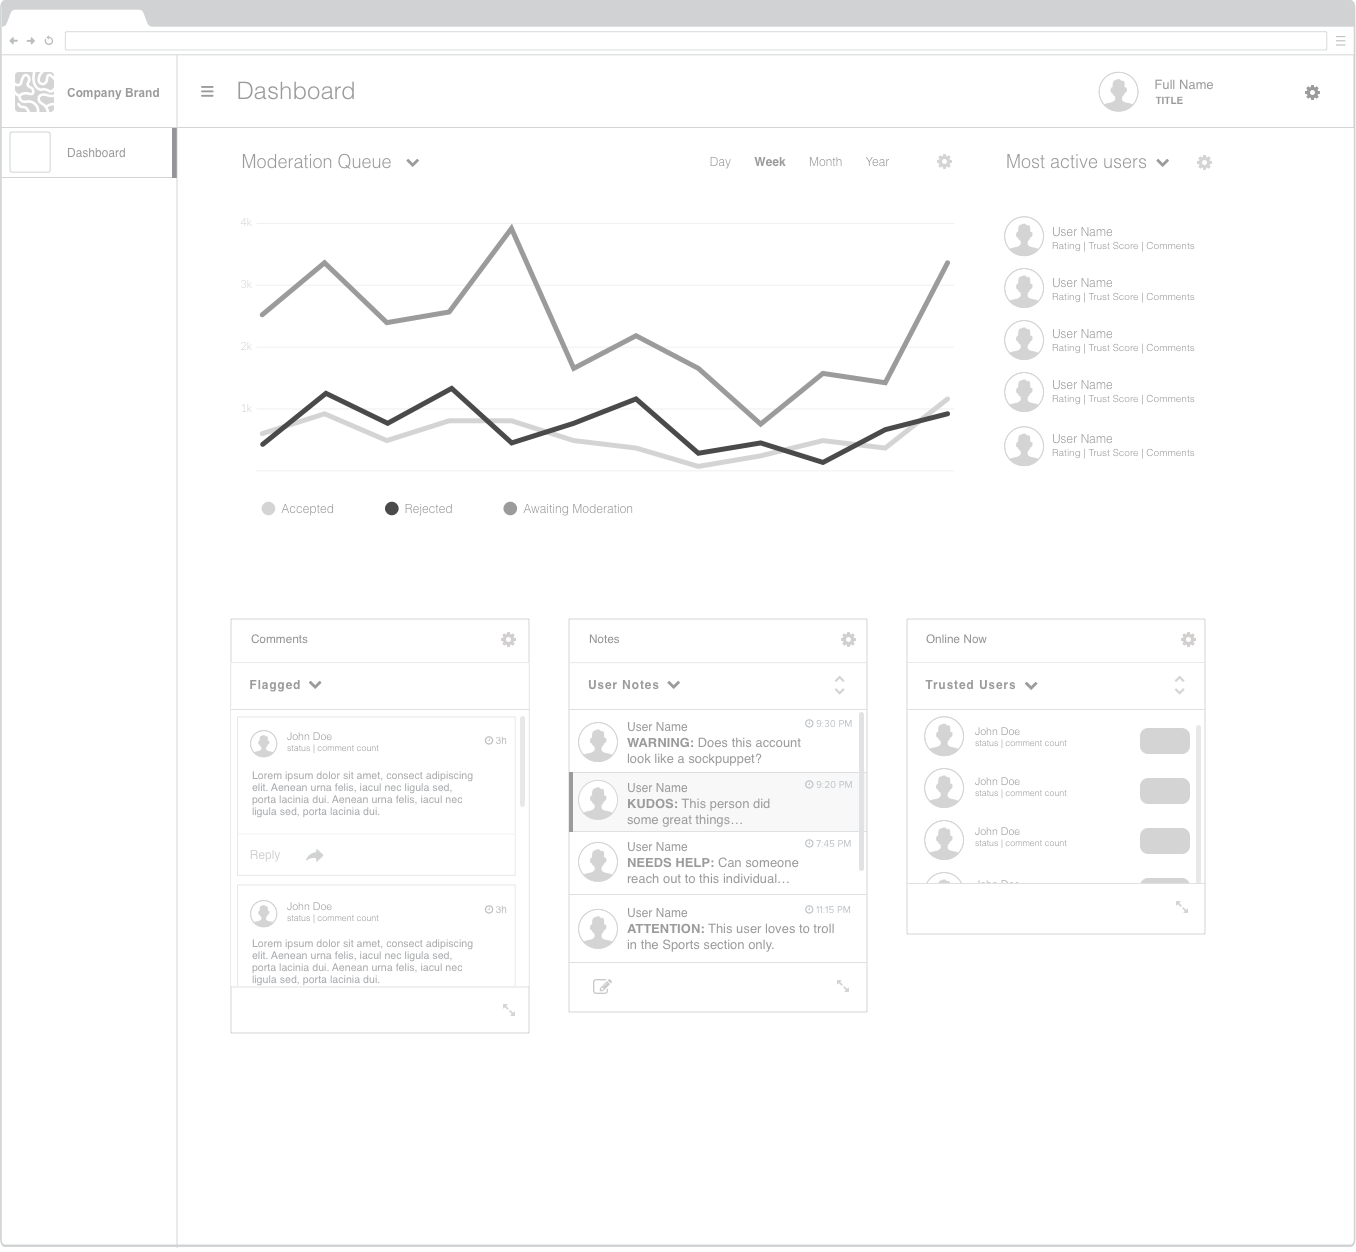 Company Brand
Dashboard
Full Name
TITLE
Dashboard
Moderation Queue
Day Week Month Year
Most active users
4k
3k
2k
1k
Accepted Rejected Awaiting Moderation
User Name
Rating | Trust Score | Comments
User Name
Rating | Trust Score | Comments
User Name
Rating | Trust Score | Comments
User Name
Rating | Trust Score | Comments
User Name
Rating | Trust Score | Comments
Comments
Flagged
John Doe
status | comment count
3h
Lorem ipsum dolor sit amet, consect adipiscing
elit. Aenean urna felis, iacul nec ligula sed,
porta lacinia dui. Aenean urna felis, iacul nec
ligula sed, porta lacinia dui.
Reply
John Doe
status | comment count
3h
Lorem ipsum dolor sit amet, consect adipiscing
elit. Aenean urna felis, iacul nec ligula sed,
porta lacinia dui. Aenean urna felis, iacul nec
ligula sed, porta lacinia dui.
Notes
User Notes
User Name
9:30 PM
WARNING: Does this account
look like a sockpuppet?
User Name
9:20 PM
KUDOS: This person did
some great things...
User Name
7:45 PM
NEEDS HELP: Can someone
reach out to this individual...
User Name
11:15 PM
ATTENTION: This user loves to troll
in the Sports section only.
Online Now
Trusted Users
John Doe
status | comment count
John Doe
status | comment count
John Doe
status | comment count
John Doe